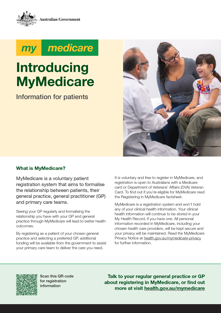 Australian Government
my medicare
Introducing
MyMedicare
Information for patients
What is MyMedicare?
MyMedicare is a voluntary patient
registration system that aims to formalise
the relationship between patients, their
general practice, general practitioner (GP)
and primary care teams.
Seeing your GP regularly and formalising the
relationship you have with your GP and general
practice through MyMedicare will lead to better health
outcomes.
By registering as a patient of your chosen general
practice and selecting a preferred GP, additional
funding will be available from the government to assist
your primary care team to deliver the care you need.
It is voluntary and free to register in MyMedicare, and
registration is open to Australians with a Medicare
card or Department of Veterans' Affairs (DVA) Veteran
Card. To find out if you're eligible for MyMedicare read
the Registering in MyMedicare factsheet.
MyMedicare is a registration system and won't hold
any of your clinical health information. Your clinical
health information will continue to be stored in your
My Health Record, if you have one. All personal
information recorded in MyMedicare, including your
chosen health care providers, will be kept secure and
your privacy will be maintained. Read the MyMedicare
Privacy Notice at health.gov.au/mymedicare-privacy
for further information.
Scan this QR code
for registration
information
Talk to your regular general practice or GP
about registering in MyMedicare, or find out
more at visit health.gov.au/mymedicare